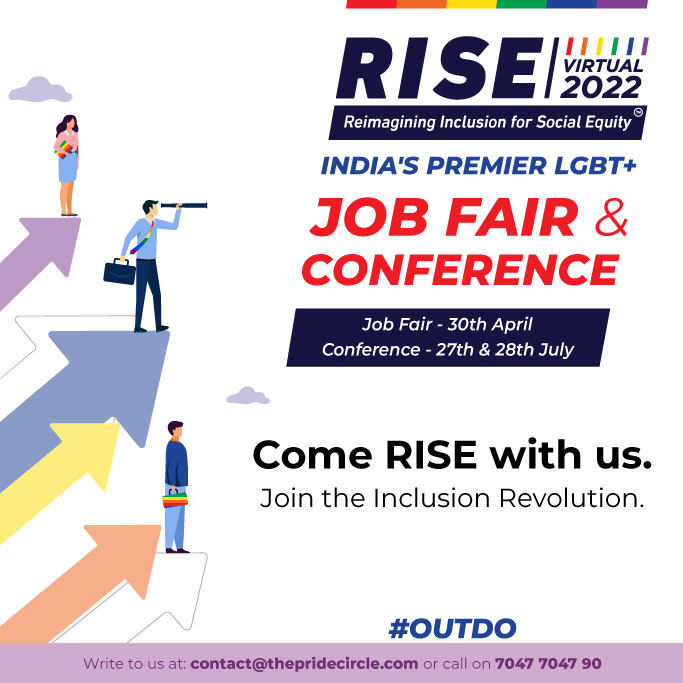 RISE
VIRTUAL
2022
Reimagining Inclusion for Social Equity™
INDIA'S PREMIER LGBT+
JOB FAIR &
CONFERENCE
Job Fair - 30th April
Conference - 27th & 28th July
Come RISE with us.
Join the Inclusion Revolution.
#OUTDO
Write to us at: contact@thepridecircle.com or call on 7047 7047 90